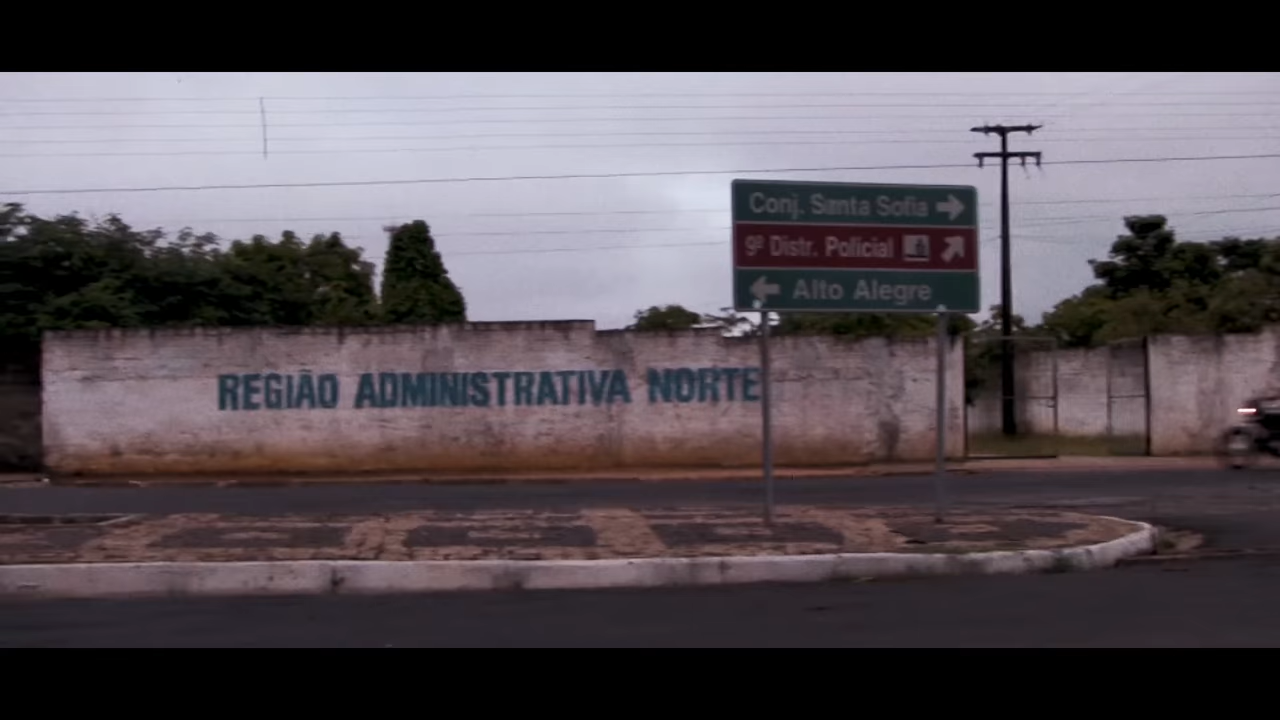 Conj. Santa Sofia
9º Distr. Policial
Alto Alegre
REGIÃO ADMINISTRATIVA NORTE